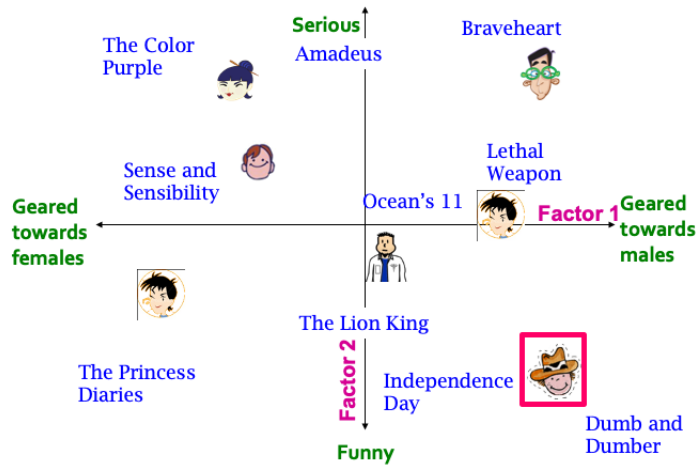 Serious
Braveheart
The Color
Purple
Amadeus
Lethal
Weapon
Sense and
Sensibility
Ocean's 11
Geared
towards
females
Factor 1
Geared
towards
males
The Lion King
Factor 2
The Princess
Diaries
Independence
Day
Dumb and
Dumber
Funny